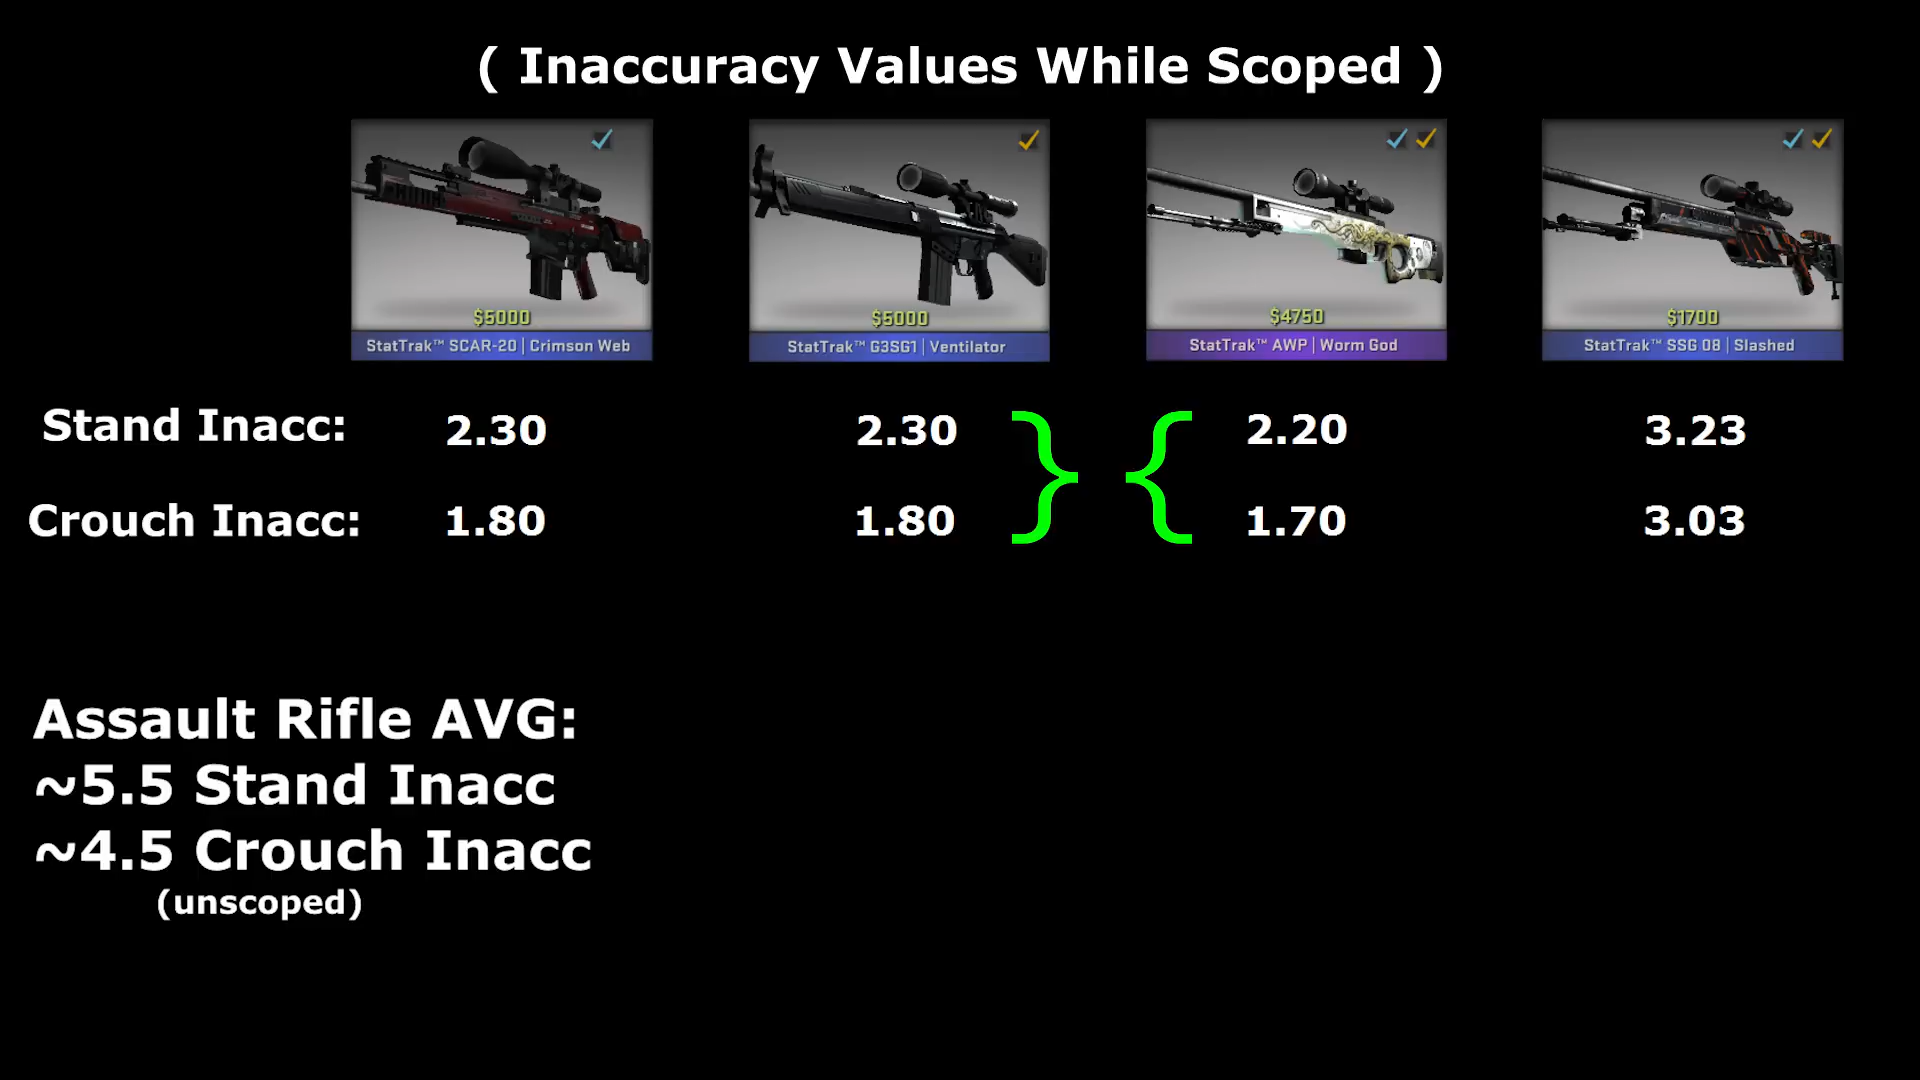 ( Inaccuracy Values While Scoped )
$5000
$5000
$4750
$1700
StatTrak™ SCAR-20 | Crimson Web
StatTrak™ G3SG1 | Ventilator
StatTrak™ AWP | Worm God
StatTrak™ SSG 08 | Slashed
Stand Inacc: 2.30 2.30 } { 2.20 3.23
Crouch Inacc: 1.80 1.80 1.70 3.03
Assault Rifle AVG:
~5.5 Stand Inacc
~4.5 Crouch Inacc
(unscoped)